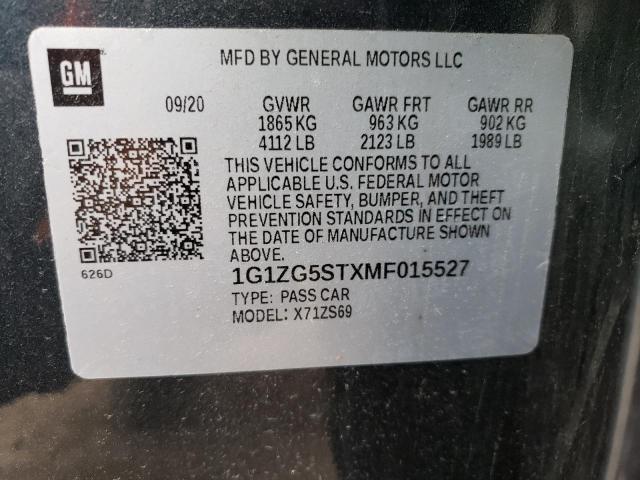 GM
MFD BY GENERAL MOTORS LLC
09/20 GVWR GAWR FRT GAWR RR
1865 KG 963 KG 902 KG
4112 LB 2123 LB 1989 LB
THIS VEHICLE CONFORMS TO ALL
APPLICABLE U.S. FEDERAL MOTOR
VEHICLE SAFETY, BUMPER, AND THEFT
PREVENTION STANDARDS IN EFFECT ON
THE DATE OF MANUFACTURE SHOWN
ABOVE.
626D
1G1ZG5STXMF015527
TYPE: PASS CAR
MODEL: X71ZS69